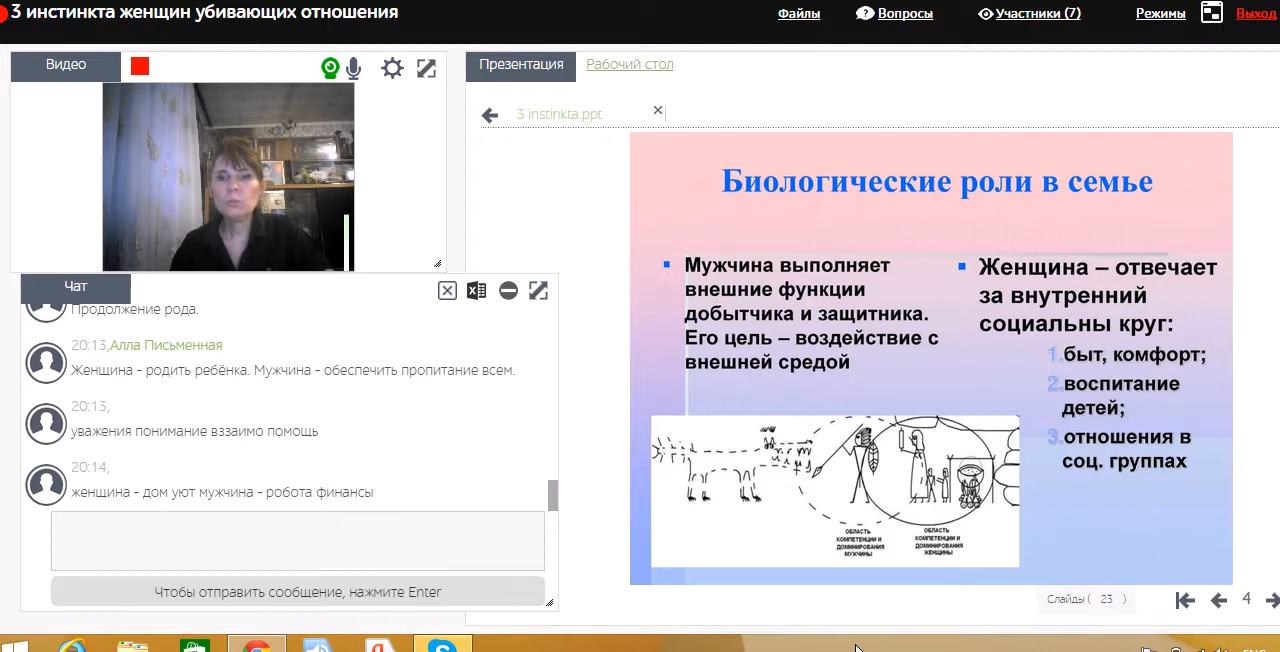 3 инстинкта женщин убивающих отношения
Файлы
Вопросы
Участники (7)
Режимы
Выход
Видео
Презентация
Рабочий стол
3 instinkta.ppt
Биологические роли в семье
Мужчина выполняет
внешние функции
добытчика и защитника.
Его цель – воздействие с
внешней средой
Женщина – отвечает
за внутренний
социальны круг:
1.быт, комфорт;
2.воспитание
детей;
3.отношения в
соц. группах
ОБЛАСТЬ
КОМПЕТЕНЦИИ И
ДОМИНИРОВАНИЯ
МУЖЧИНЫ
ОБЛАСТЬ
КОМПЕТЕНЦИИ И
ДОМИНИРОВАНИЯ
ЖЕНЩИНЫ
Слайды ( 23 )
4
Чат
Продолжение рода.
20:13,Алла Письменная
Женщина - родить ребёнка. Мужчина - обеспечить пропитание всем.
20:13,
уважения понимание вззаимо помощь
20:14,
женщина - дом уют мужчина - робота финансы
Чтобы отправить сообщение, нажмите Enter